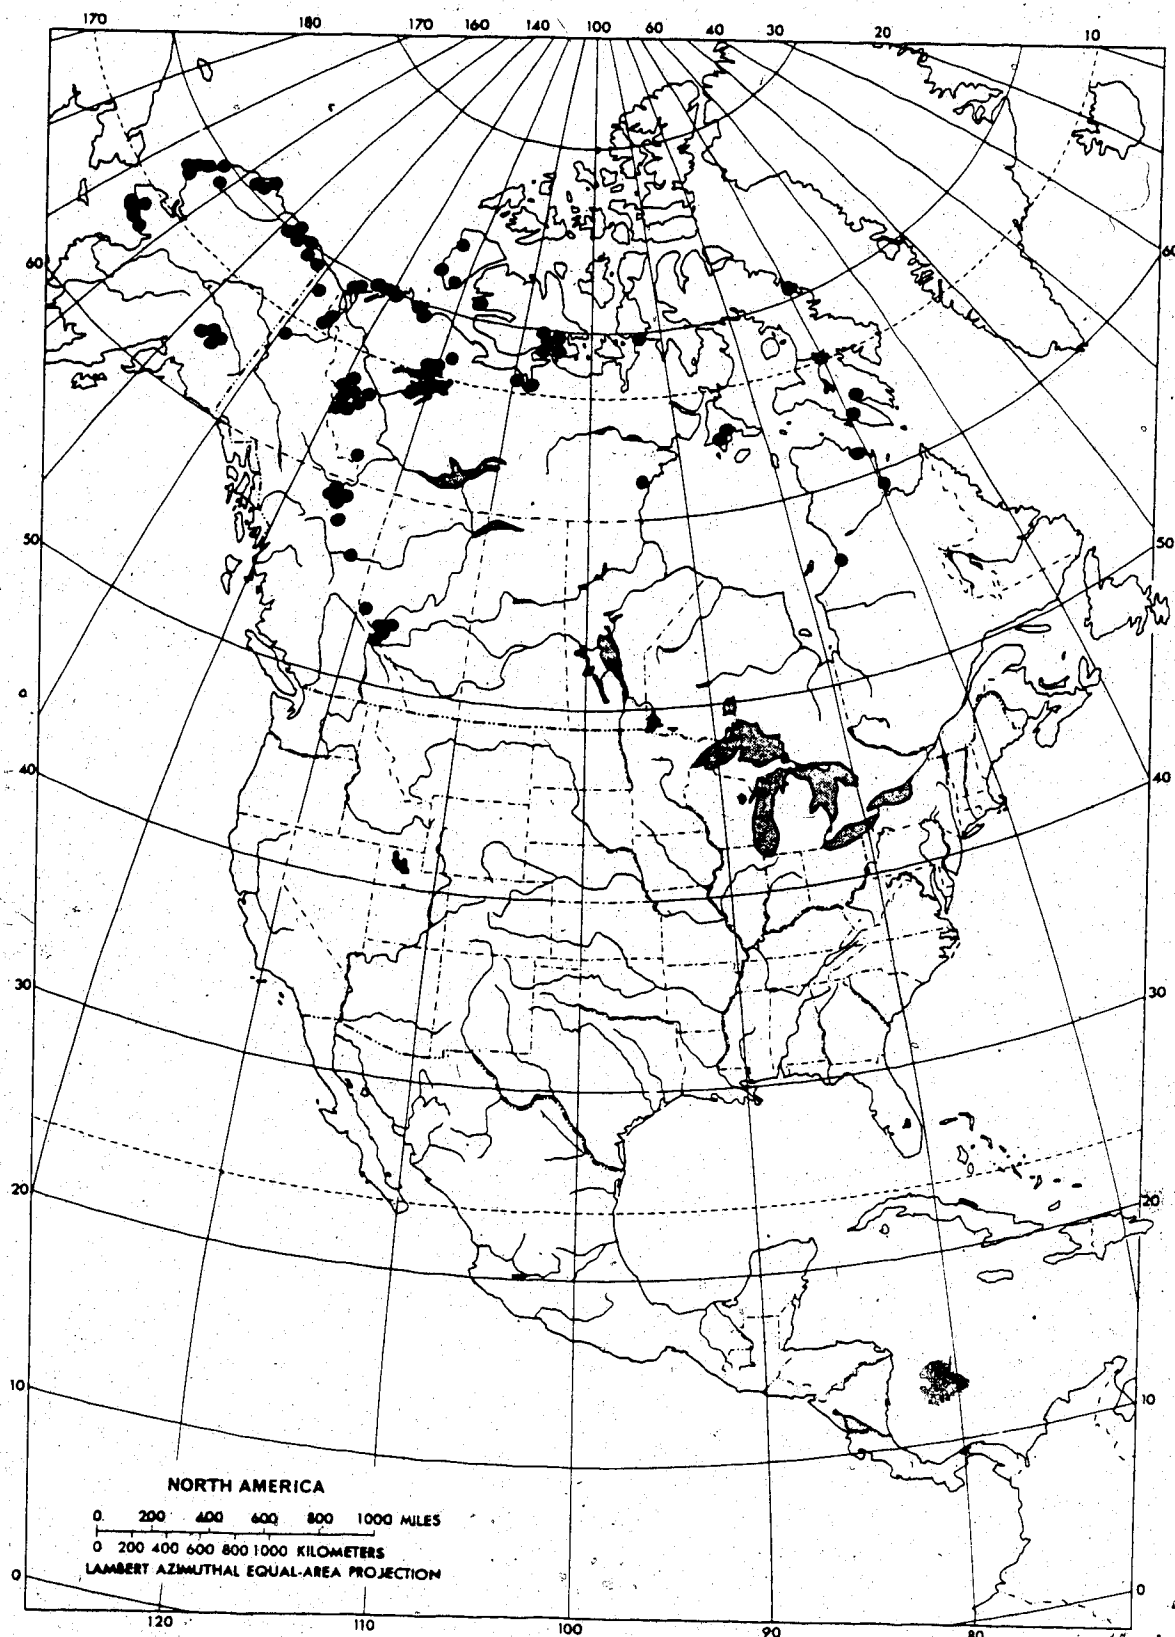 170 180 170 160 140 100 60 40 30 20 10
60 60
50 50
40 40
30 30
20 20
10 10
NORTH AMERICA
0 200 400 600 800 1000 MILES
0 200 400 600 800 1000 KILOMETERS
LAMBERT AZIMUTHAL EQUAL-AREA PROJECTION
0 0
120 110 100 90 80